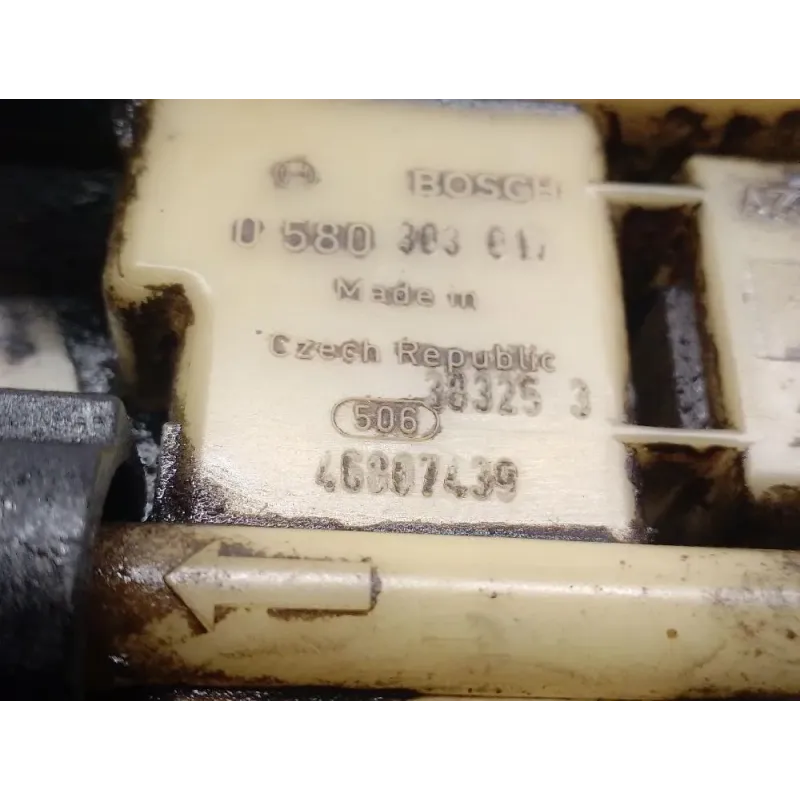 BOSCH
0 580 303 017
Made in
Czech Republic
38325 3
506
46807439